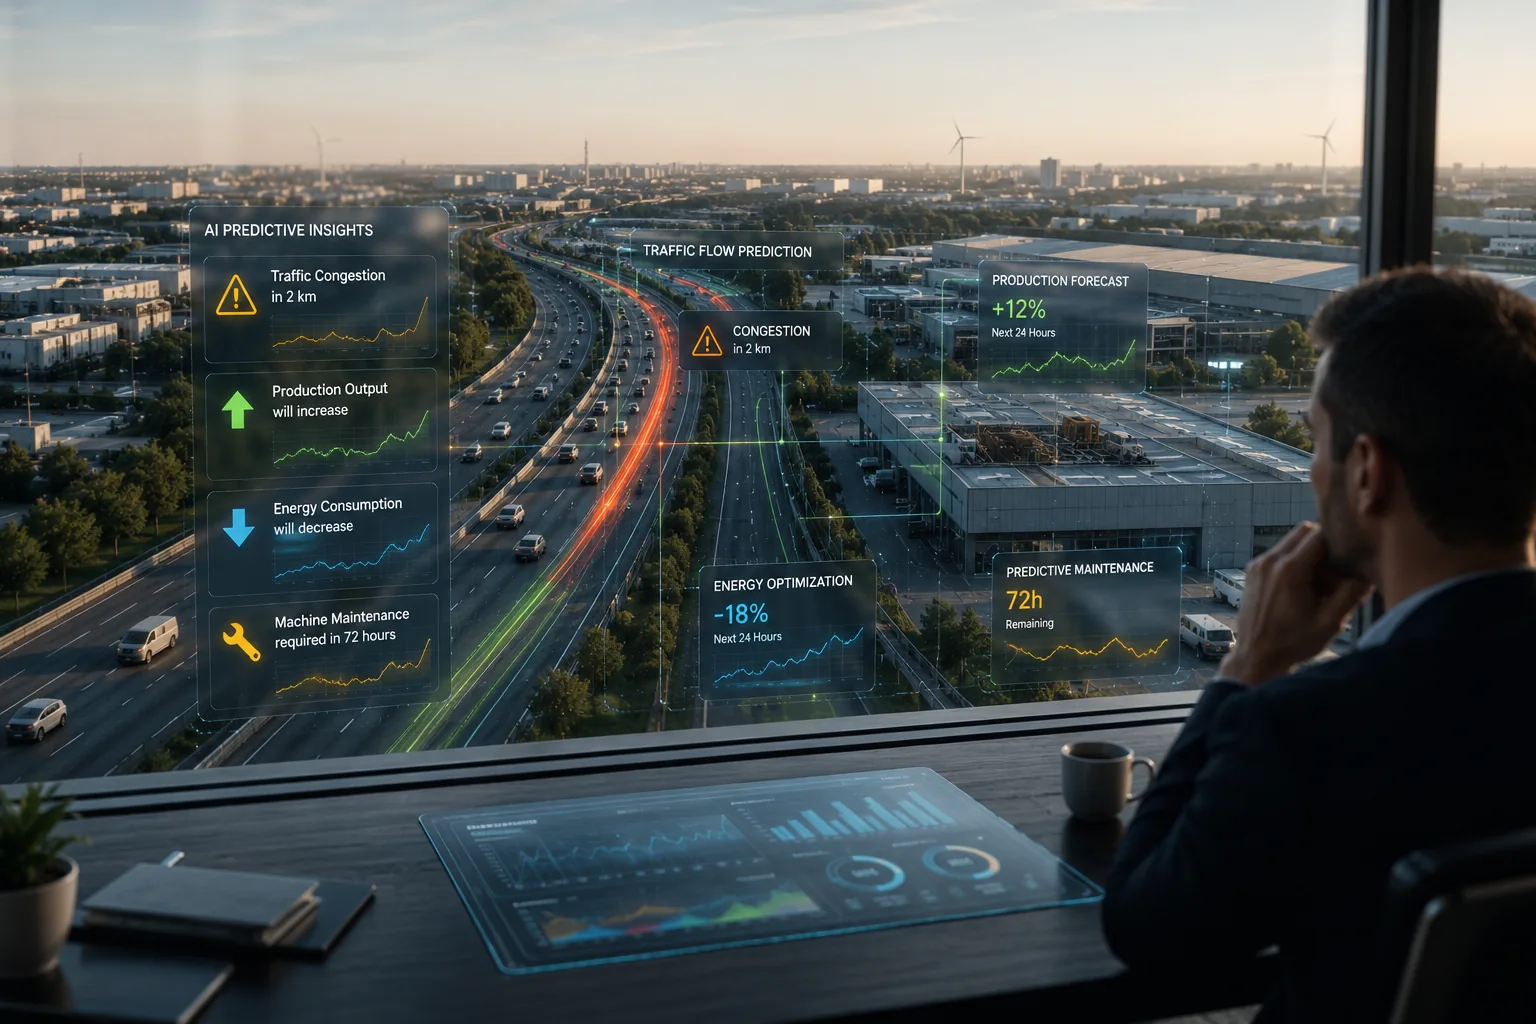 AI PREDICTIVE INSIGHTS
Traffic Congestion
in 2 km
Production Output
will increase
Energy Consumption
will decrease
Machine Maintenance
required in 72 hours
TRAFFIC FLOW PREDICTION
CONGESTION
in 2 km
PRODUCTION FORECAST
+12%
Next 24 Hours
ENERGY OPTIMIZATION
-18%
Next 24 Hours
PREDICTIVE MAINTENANCE
72h
Remaining